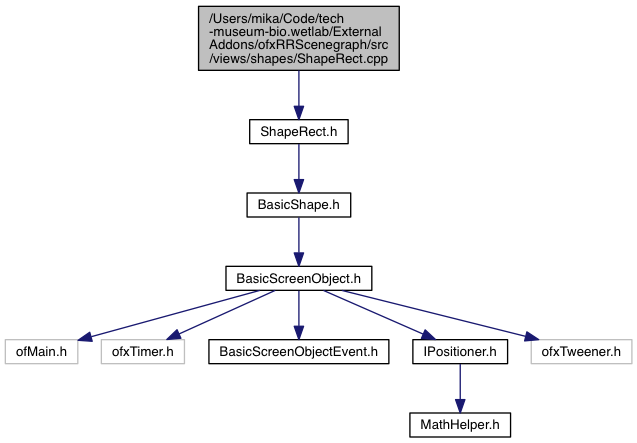 /Users/mika/Code/tech
-museum-bio.wetlab/External
Addons/ofxRRScenegraph/src
/views/shapes/ShapeRect.cpp
ShapeRect.h
BasicShape.h
BasicScreenObject.h
ofMain.h
ofxTimer.h
BasicScreenObjectEvent.h
IPositioner.h
ofxTweener.h
MathHelper.h